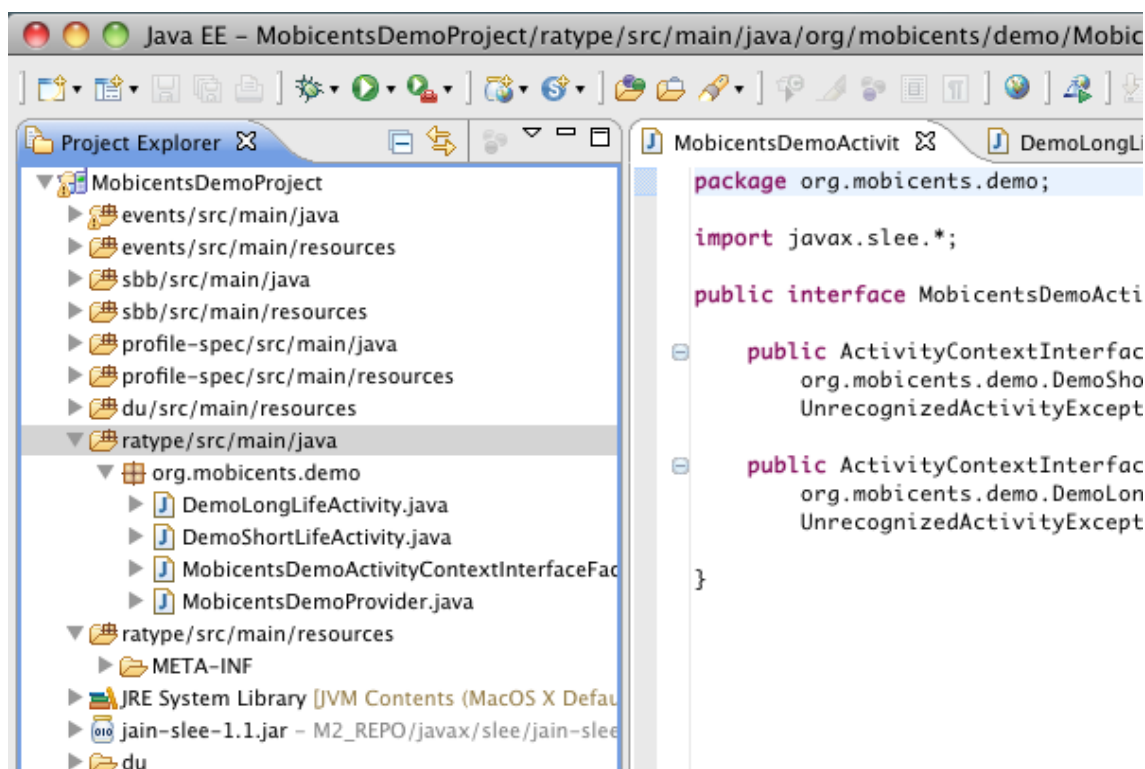 Java EE – MobicentsDemoProject/ratype/src/main/java/org/mobicents/demo/Mobic
Project Explorer
MobicentsDemoProject
events/src/main/java
events/src/main/resources
sbb/src/main/java
sbb/src/main/resources
profile-spec/src/main/java
profile-spec/src/main/resources
du/src/main/resources
ratype/src/main/java
org.mobicents.demo
DemoLongLifeActivity.java
DemoShortLifeActivity.java
MobicentsDemoActivityContextInterfaceFac
MobicentsDemoProvider.java
ratype/src/main/resources
META-INF
JRE System Library [JVM Contents (MacOS X Defau
jain-slee-1.1.jar – M2_REPO/javax/slee/jain-slee
du
MobicentsDemoActivit
DemoLongLi
package org.mobicents.demo;
import javax.slee.*;
public interface MobicentsDemoActi
public ActivityContextInterfac
org.mobicents.demo.DemoSho
UnrecognizedActivityExcept
public ActivityContextInterfac
org.mobicents.demo.DemoLon
UnrecognizedActivityExcept
}